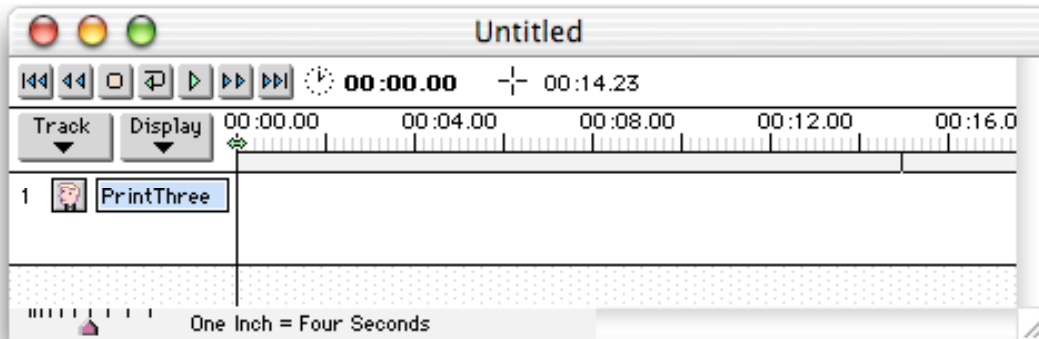 Untitled
00:00.00 00:14.23
Track Display 00:00.00 00:04.00 00:08.00 00:12.00 00:16.0
1 PrintThree
One Inch = Four Seconds